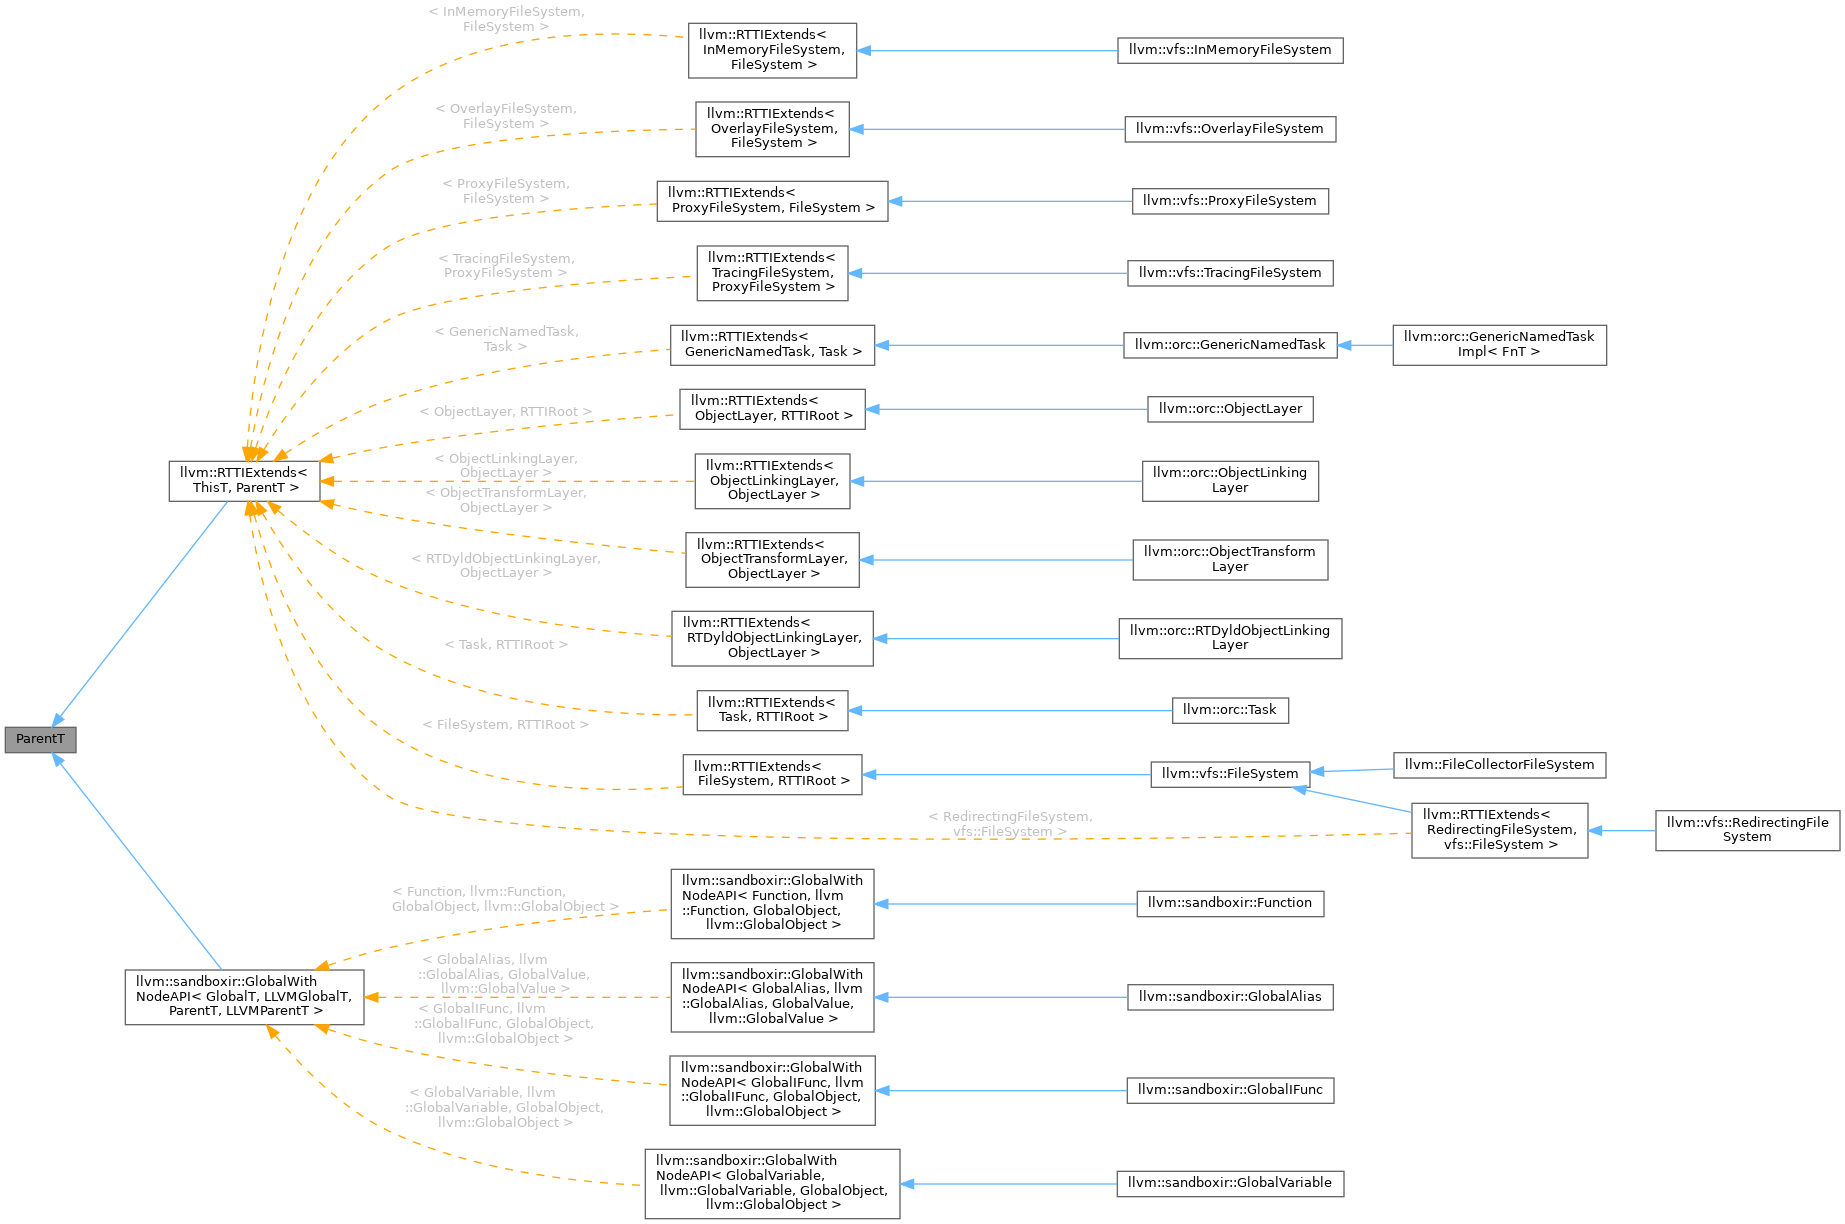 < InMemoryFileSystem,
FileSystem >
llvm::RTTIExtends<
InMemoryFileSystem,
FileSystem >
llvm::vfs::InMemoryFileSystem
< OverlayFileSystem,
FileSystem >
llvm::RTTIExtends<
OverlayFileSystem,
FileSystem >
llvm::vfs::OverlayFileSystem
< ProxyFileSystem,
FileSystem >
llvm::RTTIExtends<
ProxyFileSystem, FileSystem >
llvm::vfs::ProxyFileSystem
< TracingFileSystem,
ProxyFileSystem >
llvm::RTTIExtends<
TracingFileSystem,
ProxyFileSystem >
llvm::vfs::TracingFileSystem
< GenericNamedTask,
Task >
llvm::RTTIExtends<
GenericNamedTask, Task >
llvm::orc::GenericNamedTask
llvm::orc::GenericNamedTask
Impl< FnT >
< ObjectLayer, RTTIRoot >
llvm::RTTIExtends<
ObjectLayer, RTTIRoot >
llvm::orc::ObjectLayer
llvm::RTTIExtends<
ThisT, ParentT >
< ObjectLinkingLayer,
ObjectLayer >
llvm::RTTIExtends<
ObjectLinkingLayer,
ObjectLayer >
llvm::orc::ObjectLinking
Layer
< ObjectTransformLayer,
ObjectLayer >
llvm::RTTIExtends<
ObjectTransformLayer,
ObjectLayer >
llvm::orc::ObjectTransform
Layer
< RTDyldObjectLinkingLayer,
ObjectLayer >
llvm::RTTIExtends<
RTDyldObjectLinkingLayer,
ObjectLayer >
llvm::orc::RTDyldObjectLinking
Layer
< Task, RTTIRoot >
llvm::RTTIExtends<
Task, RTTIRoot >
llvm::orc::Task
ParentT
< FileSystem, RTTIRoot >
llvm::RTTIExtends<
FileSystem, RTTIRoot >
llvm::vfs::FileSystem
llvm::FileCollectorFileSystem
< RedirectingFileSystem,
vfs::FileSystem >
llvm::RTTIExtends<
RedirectingFileSystem,
vfs::FileSystem >
llvm::vfs::RedirectingFile
System
< Function, llvm::Function,
GlobalObject, llvm::GlobalObject >
llvm::sandboxir::GlobalWith
NodeAPI< Function, llvm
::Function, GlobalObject,
llvm::GlobalObject >
llvm::sandboxir::Function
llvm::sandboxir::GlobalWith
NodeAPI< GlobalT, LLVMGlobalT,
ParentT, LLVMParentT >
< GlobalAlias, llvm
::GlobalAlias, GlobalValue,
llvm::GlobalValue >
llvm::sandboxir::GlobalWith
NodeAPI< GlobalAlias, llvm
::GlobalAlias, GlobalValue,
llvm::GlobalValue >
llvm::sandboxir::GlobalAlias
< GlobalIFunc, llvm
::GlobalIFunc, GlobalObject,
llvm::GlobalObject >
llvm::sandboxir::GlobalWith
NodeAPI< GlobalIFunc, llvm
::GlobalIFunc, GlobalObject,
llvm::GlobalObject >
llvm::sandboxir::GlobalIFunc
< GlobalVariable, llvm
::GlobalVariable, GlobalObject,
llvm::GlobalObject >
llvm::sandboxir::GlobalWith
NodeAPI< GlobalVariable,
llvm::GlobalVariable, GlobalObject,
llvm::GlobalObject >
llvm::sandboxir::GlobalVariable